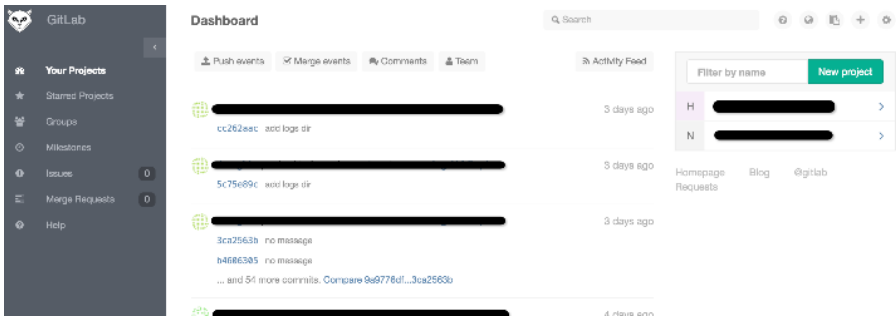 GitLab
Dashboard
Search
Your Projects
Starred Projects
Groups
Milestones
Issues 0
Merge Requests 0
Help
Push events Merge events Comments Team Activity Feed
3 days ago
cc262aac add logs dir
3 days ago
5c75e89c add logs dir
3 days ago
3ca2563b no message
h4606305 no message
... and 54 more commits. Compare 9a9776df...3ca2563b
4 days ago
Filter by name New project
H
N
Homepage Blog @gitlab
Requests